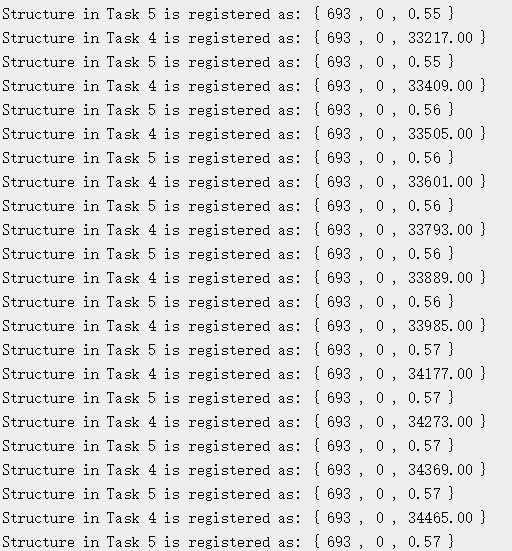 Structure in Task 5 is registered as: { 693 , 0 , 0.55 }
Structure in Task 4 is registered as: { 693 , 0 , 33217.00 }
Structure in Task 5 is registered as: { 693 , 0 , 0.55 }
Structure in Task 4 is registered as: { 693 , 0 , 33409.00 }
Structure in Task 5 is registered as: { 693 , 0 , 0.56 }
Structure in Task 4 is registered as: { 693 , 0 , 33505.00 }
Structure in Task 5 is registered as: { 693 , 0 , 0.56 }
Structure in Task 4 is registered as: { 693 , 0 , 33601.00 }
Structure in Task 5 is registered as: { 693 , 0 , 0.56 }
Structure in Task 4 is registered as: { 693 , 0 , 33793.00 }
Structure in Task 5 is registered as: { 693 , 0 , 0.56 }
Structure in Task 4 is registered as: { 693 , 0 , 33889.00 }
Structure in Task 5 is registered as: { 693 , 0 , 0.56 }
Structure in Task 4 is registered as: { 693 , 0 , 33985.00 }
Structure in Task 5 is registered as: { 693 , 0 , 0.57 }
Structure in Task 4 is registered as: { 693 , 0 , 34177.00 }
Structure in Task 5 is registered as: { 693 , 0 , 0.57 }
Structure in Task 4 is registered as: { 693 , 0 , 34273.00 }
Structure in Task 5 is registered as: { 693 , 0 , 0.57 }
Structure in Task 4 is registered as: { 693 , 0 , 34369.00 }
Structure in Task 5 is registered as: { 693 , 0 , 0.57 }
Structure in Task 4 is registered as: { 693 , 0 , 34465.00 }
Structure in Task 5 is registered as: { 693 , 0 , 0.57 }